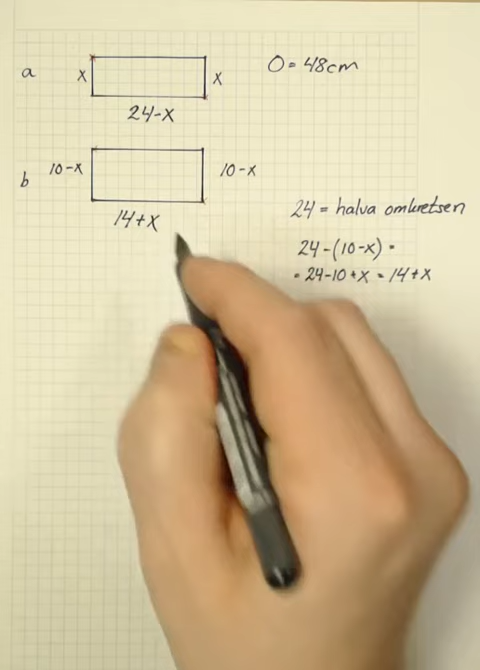 a x x O = 48cm
24-x
b 10-x 10-x
14+x
24 = halva omkretsen
24-(10-x) =
= 24-10+x = 14+x